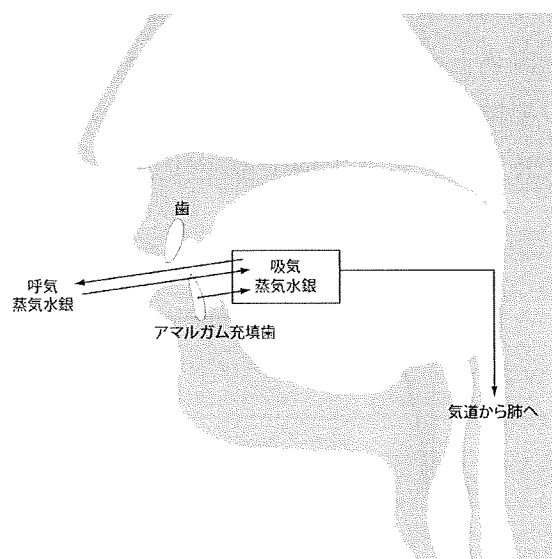 歯
吸気
蒸気水銀
呼気
蒸気水銀
アマルガム充填歯
気道から肺へ